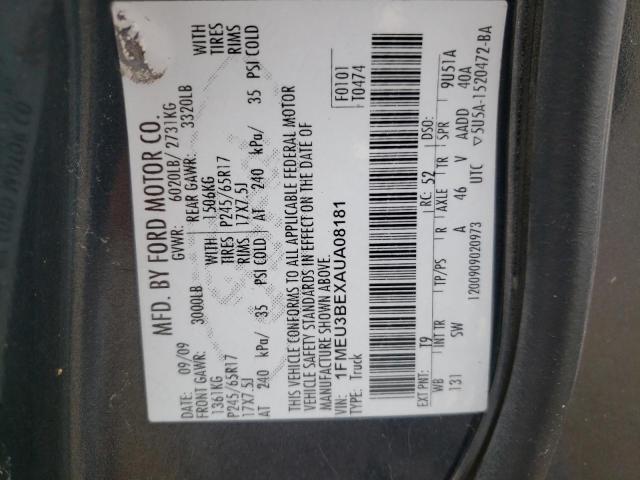 MFD. BY FORD MOTOR CO.
DATE: 09/09 GVWR: 6020LB/ 2731KG
FRONT GAWR: 3000LB REAR GAWR: 3320LB
1361KG 1506KG WITH
P245/65R17 TIRES P245/65R17 TIRES
17X7.5J RIMS 17X7.5J RIMS
AT 240 kPa/ 35 PSI COLD AT 240 kPa/ 35 PSI COLD
THIS VEHICLE CONFORMS TO ALL APPLICABLE FEDERAL MOTOR
VEHICLE SAFETY STANDARDS IN EFFECT ON THE DATE OF
MANUFACTURE SHOWN ABOVE.
VIN: 1FMEU3BEXAUA08181 F0101
TYPE: Truck T0474
EXT PNT: T9 RC: 52 DSO:
WB INT TR TP/PS R AXLE TR SPR 9U51A
131 SW A 46 V AADD 40A
1200909020973 UTC ▽5U5A-1520472-BA